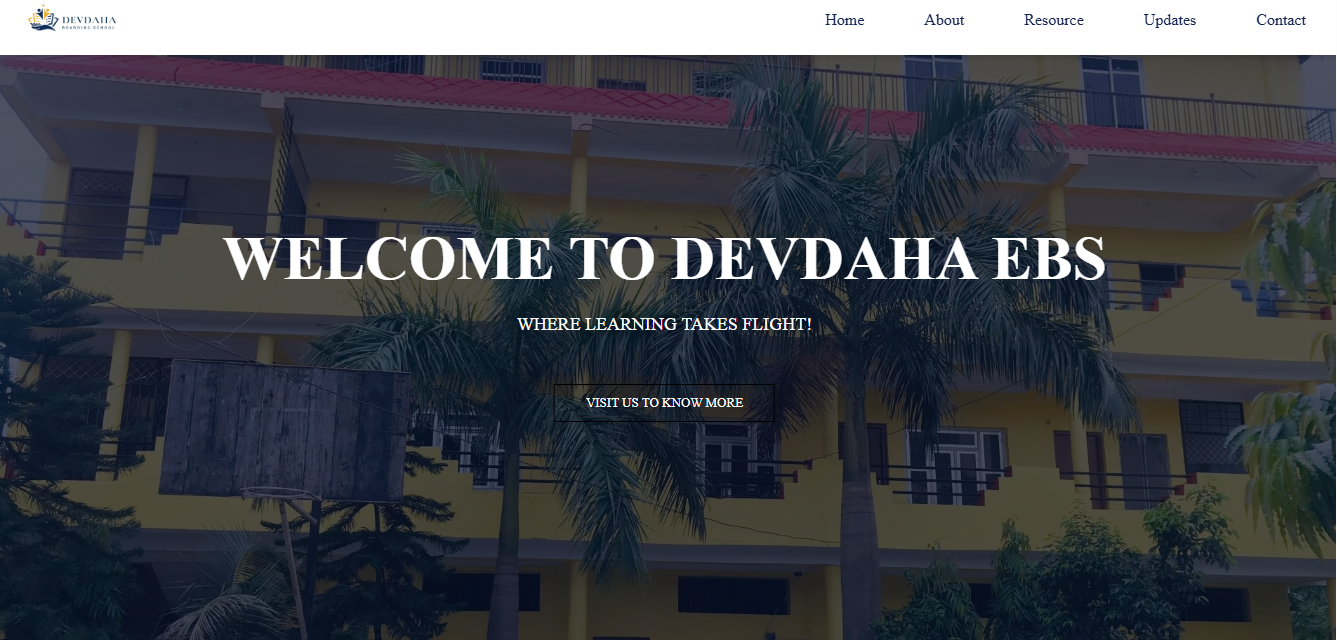 DEVDAHA
BOARDING SCHOOL
Home About Resource Updates Contact
WELCOME TO DEVDAHA EBS
WHERE LEARNING TAKES FLIGHT!
VISIT US TO KNOW MORE